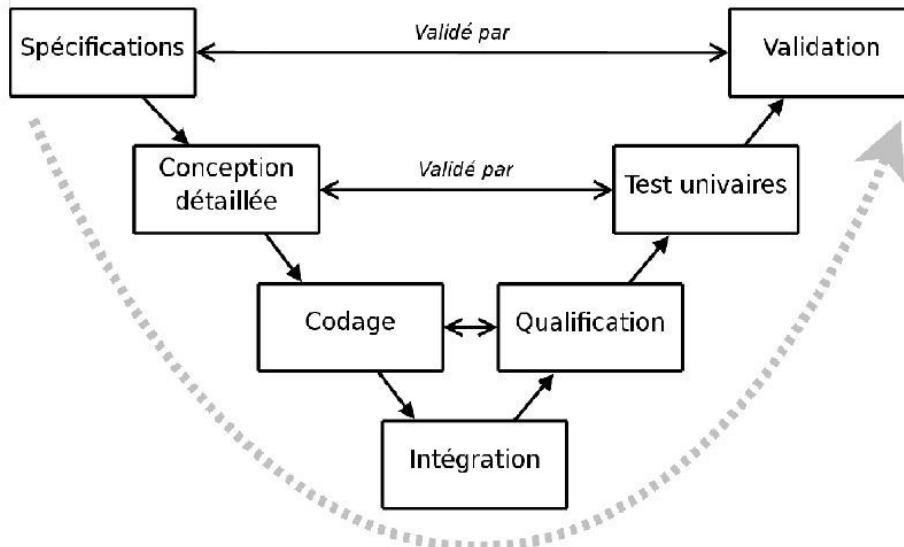 Spécifications
Validé par
Validation
Conception
détaillée
Validé par
Test univaires
Codage
Qualification
Intégration